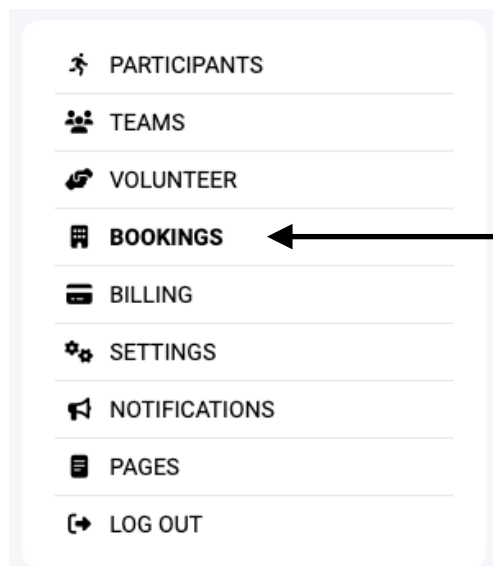 PARTICIPANTS
TEAMS
VOLUNTEER
BOOKINGS
BILLING
SETTINGS
NOTIFICATIONS
PAGES
LOG OUT